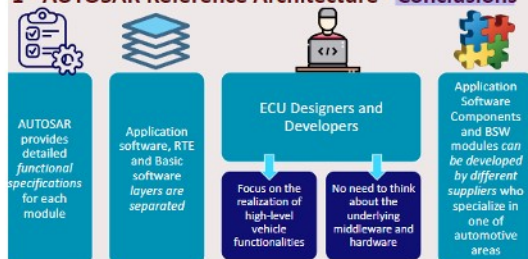 1 - AUTOSAR Reference Architecture - Conclusions
</>
AUTOSAR
provides
detailed
functional
specifications
for each
module
Application
software, RTE
and Basic
software
layers are
separated
ECU Designers and
Developers
Focus on the
realization of
high-level
vehicle
functionalities
No need to think
about the
underlying
middleware and
hardware
Application
Software
Components
and BSW
modules can
be developed
by different
suppliers who
specialize in
one of
automotive
areas